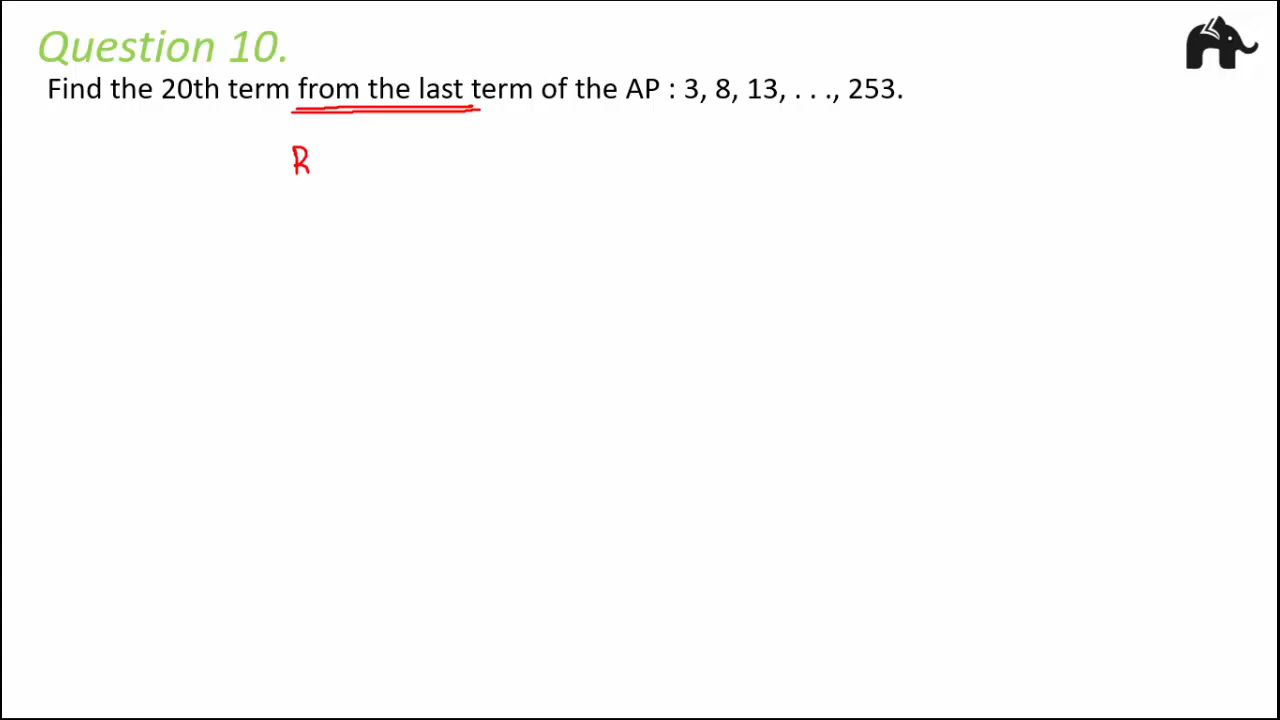 Question 10.
Find the 20th term from the last term of the AP : 3, 8, 13, . . ., 253.
R